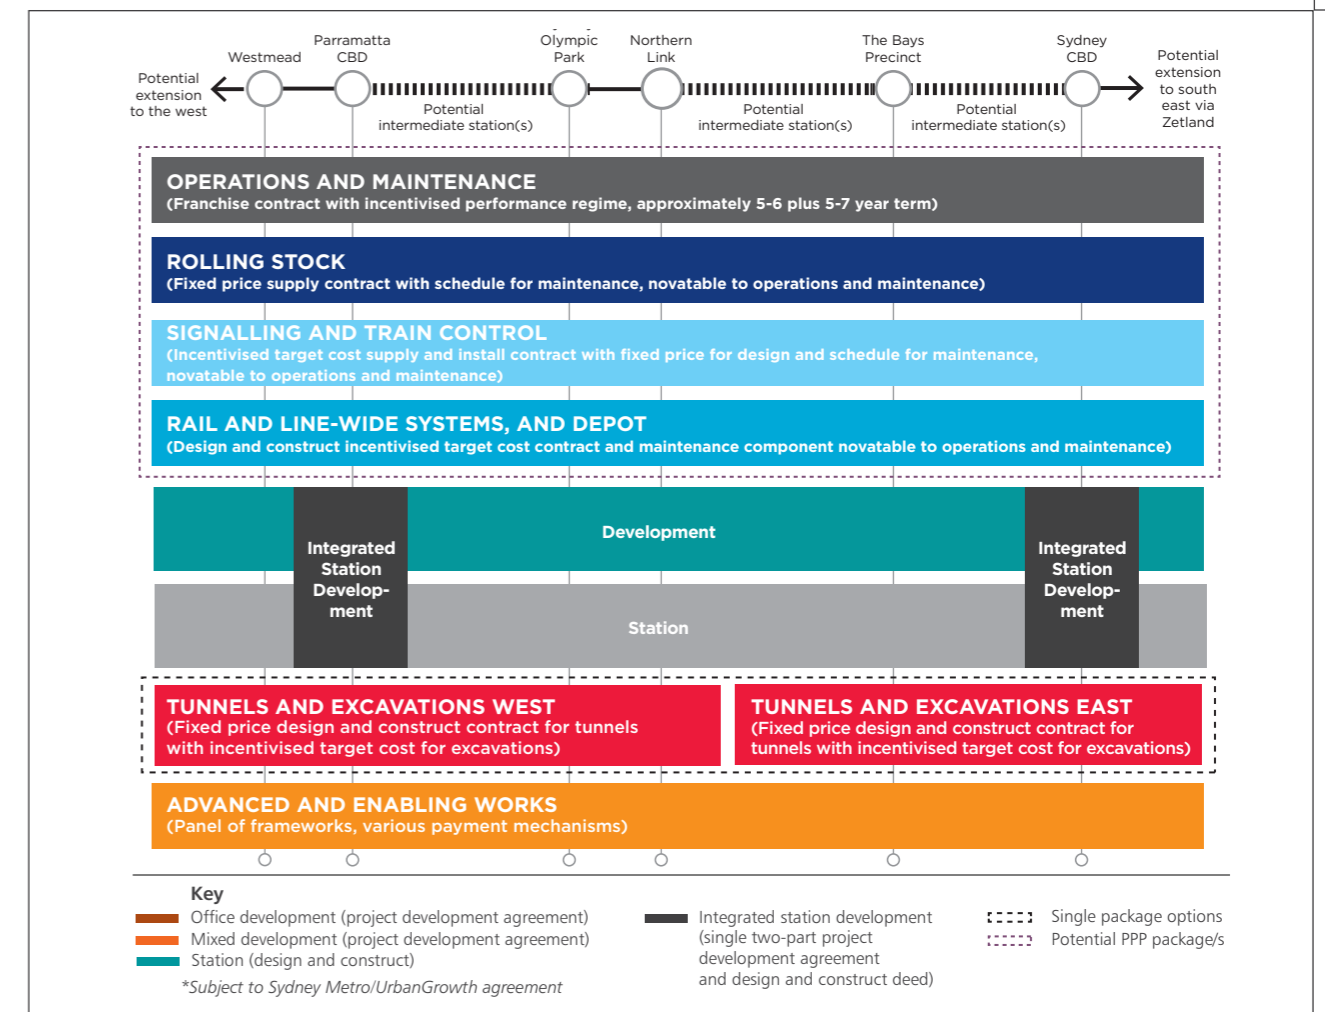 Westmead
Parramatta
CBD
Olympic
Park
Northern
Link
The Bays
Precinct
Sydney
CBD
Potential
extension
to the west
Potential
intermediate station(s)
Potential
intermediate station(s)
Potential
intermediate station(s)
Potential
extension
to south
east via
Zetland
OPERATIONS AND MAINTENANCE
(Franchise contract with incentivised performance regime, approximately 5-6 plus 5-7 year term)
ROLLING STOCK
(Fixed price supply contract with schedule for maintenance, novatable to operations and maintenance)
SIGNALLING AND TRAIN CONTROL
(Incentivised target cost supply and install contract with fixed price for design and schedule for maintenance,
novatable to operations and maintenance)
RAIL AND LINE-WIDE SYSTEMS, AND DEPOT
(Design and construct incentivised target cost contract and maintenance component novatable to operations and maintenance)
Development
Integrated
Station
Develop-
ment
Integrated
Station
Develop-
ment
Station
TUNNELS AND EXCAVATIONS WEST
(Fixed price design and construct contract for tunnels
with incentivised target cost for excavations)
TUNNELS AND EXCAVATIONS EAST
(Fixed price design and construct contract for
tunnels with incentivised target cost for excavations)
ADVANCED AND ENABLING WORKS
(Panel of frameworks, various payment mechanisms)
Key
Office development (project development agreement)
Mixed development (project development agreement)
Station (design and construct)
*Subject to Sydney Metro/UrbanGrowth agreement
Integrated station development
(single two-part project
development agreement
and design and construct deed)
Single package options
Potential PPP package/s